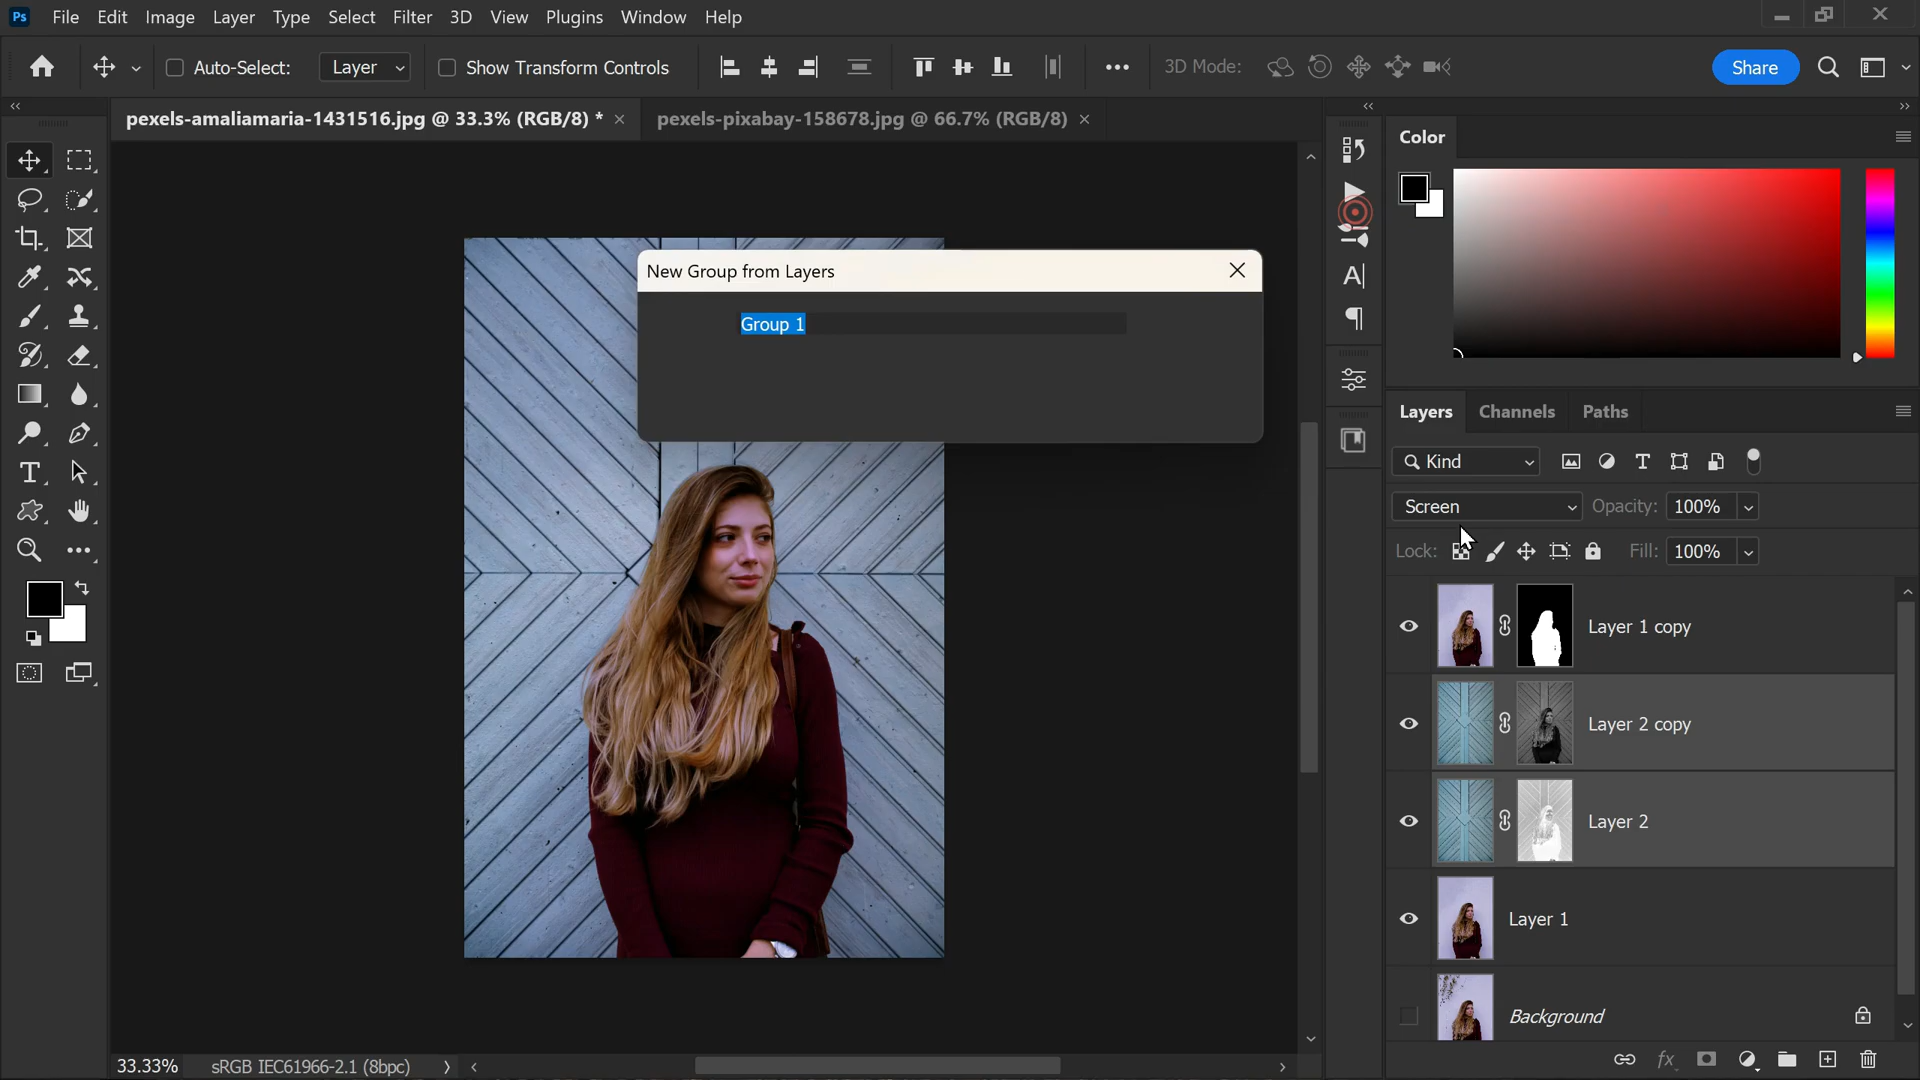 Ps File Edit Image Layer Type Select Filter 3D View Plugins Window Help
Auto-Select: Layer Show Transform Controls 3D Mode: Share
pexels-amaliamaria-1431516.jpg @ 33.3% (RGB/8) * pexels-pixabay-158678.jpg @ 66.7% (RGB/8)
Color
New Group from Layers
Group 1
Layers Channels Paths
Kind
Screen Opacity: 100%
Lock: Fill: 100%
Layer 1 copy
Layer 2 copy
Layer 2
Layer 1
Background
33.33% sRGB IEC61966-2.1 (8bpc)